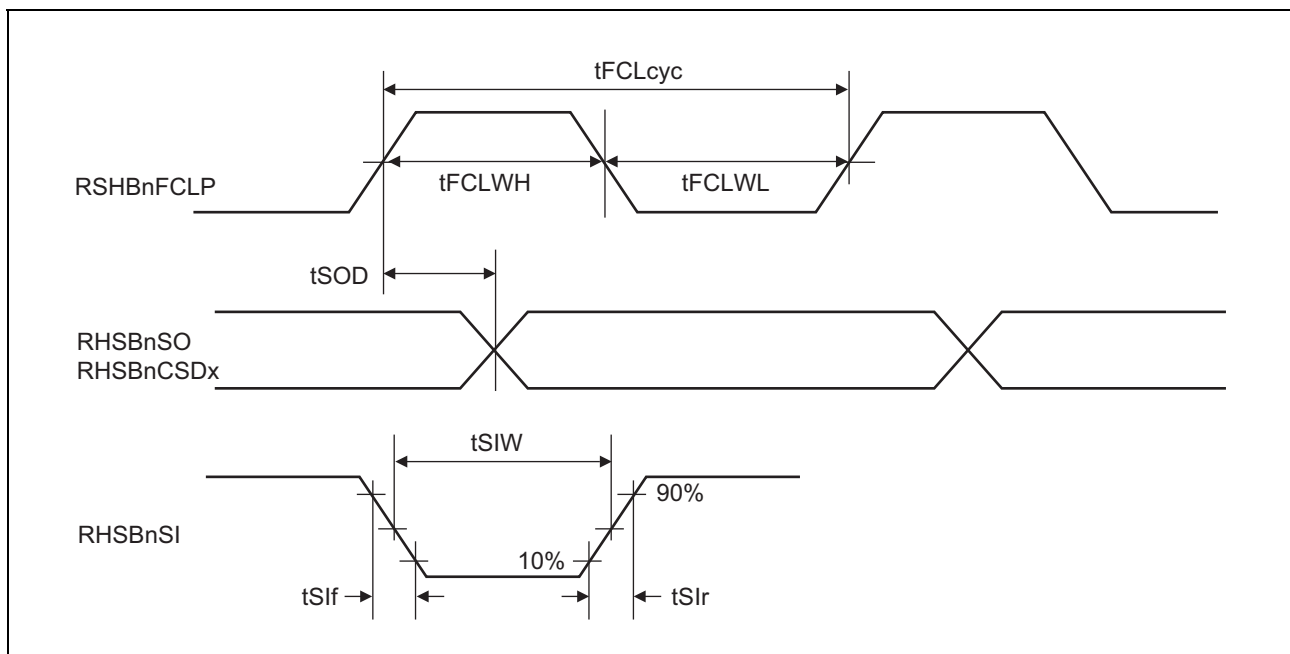 tFCLcyc
tFCLWH
tFCLWL
RSHBnFCLP
tSOD
RHSBnSO
RHSBnCSDx
tSIW
90%
RHSBnSI
10%
tSIf
tSIr